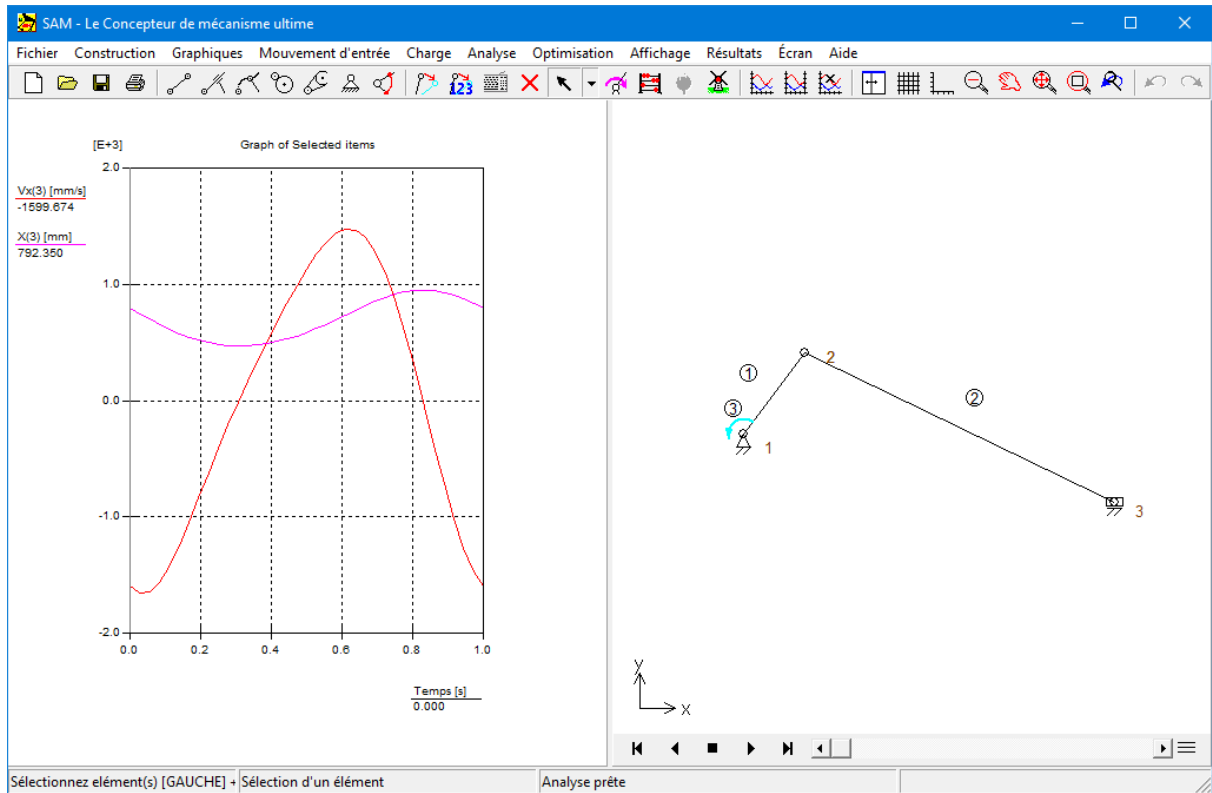 SAM - Le Concepteur de mécanisme ultime
Fichier Construction Graphiques Mouvement d'entrée Charge Analyse Optimisation Affichage Résultats Écran Aide
123
[E+3] Graph of Selected items
2.0
Vx(3) [mm/s]
-1599.674
X(3) [mm]
792.350
1.0
0.0
-1.0
-2.0
0.0 0.2 0.4 0.6 0.8 1.0
Temps [s]
0.000
2
1
2
3
1
3
y
x
Sélectionnez elément(s) [GAUCHE] + Sélection d'un élément Analyse prête